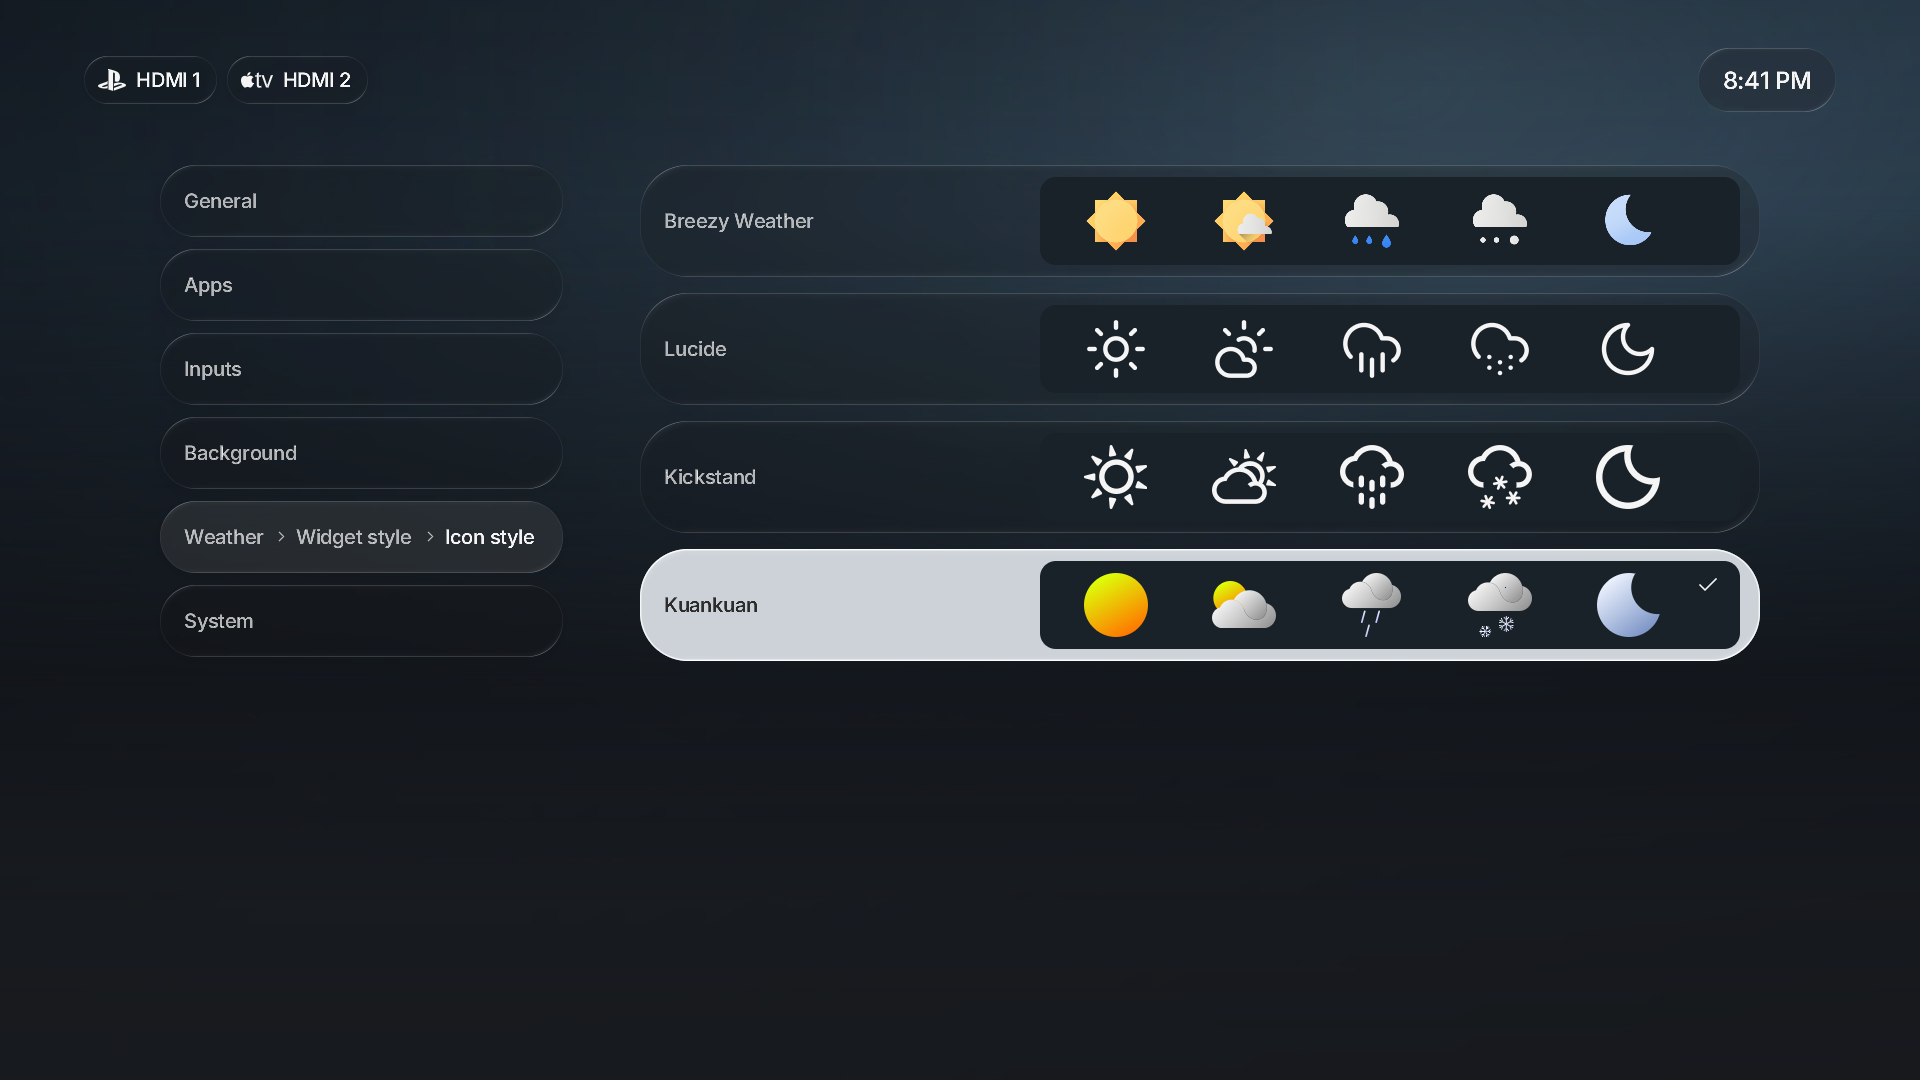 HDMI 1
tv HDMI 2
8:41 PM
General
Apps
Inputs
Background
Weather > Widget style > Icon style
System
Breezy Weather
Lucide
Kickstand
Kuankuan